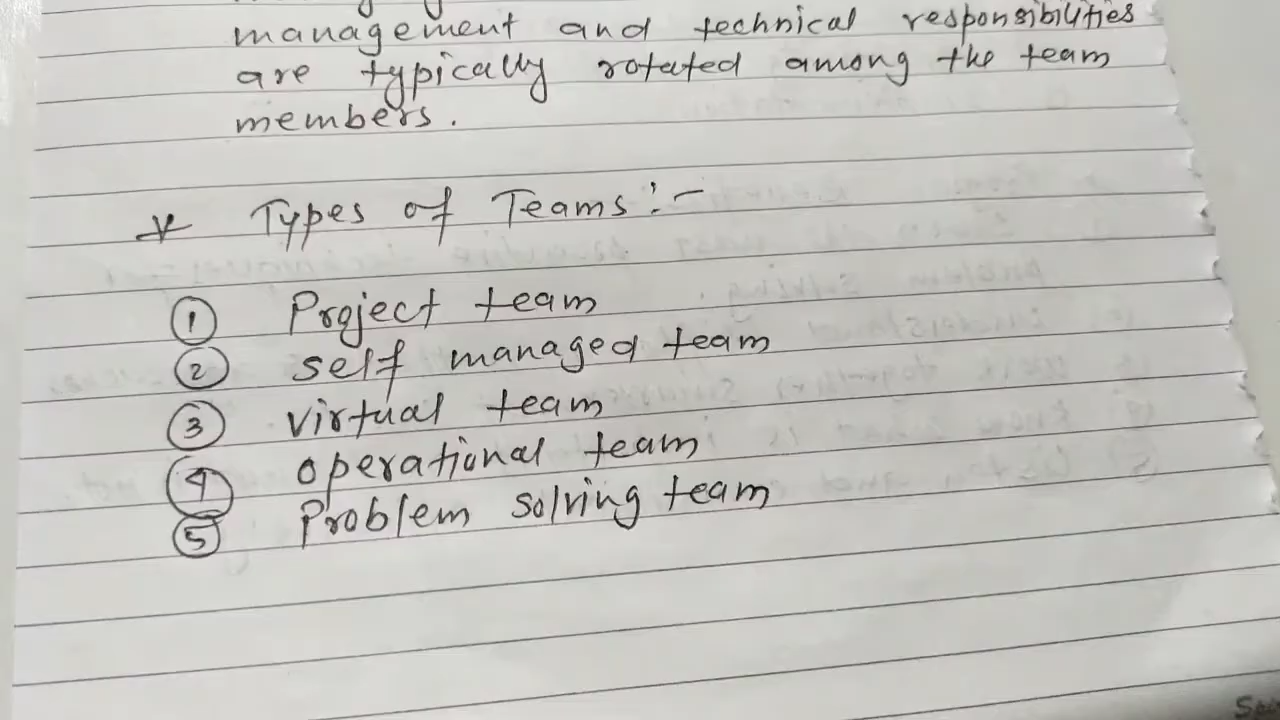 management and technical responsibilities
are typically rotated among the team
members.
* Types of Teams :-
① Project team
② self managed team
③ virtual team
④ operational team
⑤ Problem solving team